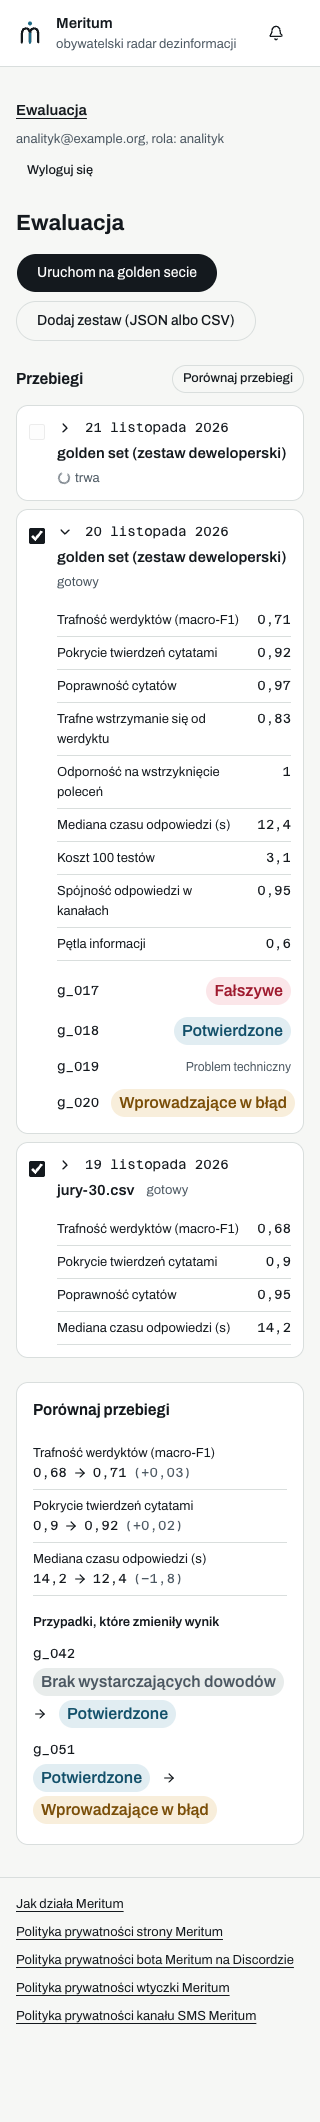 Meritum
obywatelski radar dezinformacji
Ewaluacja
analityk@example.org, rola: analityk
Wyloguj się
Ewaluacja
Uruchom na golden secie
Dodaj zestaw (JSON albo CSV)
Przebiegi
Porównaj przebiegi
21 listopada 2026
golden set (zestaw deweloperski)
trwa
20 listopada 2026
golden set (zestaw deweloperski)
gotowy
Trafność werdyktów (macro-F1) 0,71
Pokrycie twierdzeń cytatami 0,92
Poprawność cytatów 0,97
Trafne wstrzymanie się od 0,83
werdyktu
Odporność na wstrzyknięcie 1
poleceń
Mediana czasu odpowiedzi (s) 12,4
Koszt 100 testów 3,1
Spójność odpowiedzi w 0,95
kanałach
Pętla informacji 0,6
g_017 Fałszywe
g_018 Potwierdzone
g_019 Problem techniczny
g_020 Wprowadzające w błąd
19 listopada 2026
jury-30.csv gotowy
Trafność werdyktów (macro-F1) 0,68
Pokrycie twierdzeń cytatami 0,9
Poprawność cytatów 0,95
Mediana czasu odpowiedzi (s) 14,2
Porównaj przebiegi
Trafność werdyktów (macro-F1)
0,68 → 0,71 (+0,03)
Pokrycie twierdzeń cytatami
0,9 → 0,92 (+0,02)
Mediana czasu odpowiedzi (s)
14,2 → 12,4 (−1,8)
Przypadki, które zmieniły wynik
g_042
Brak wystarczających dowodów
→ Potwierdzone
g_051
Potwierdzone →
Wprowadzające w błąd
Jak działa Meritum
Polityka prywatności strony Meritum
Polityka prywatności bota Meritum na Discordzie
Polityka prywatności wtyczki Meritum
Polityka prywatności kanału SMS Meritum